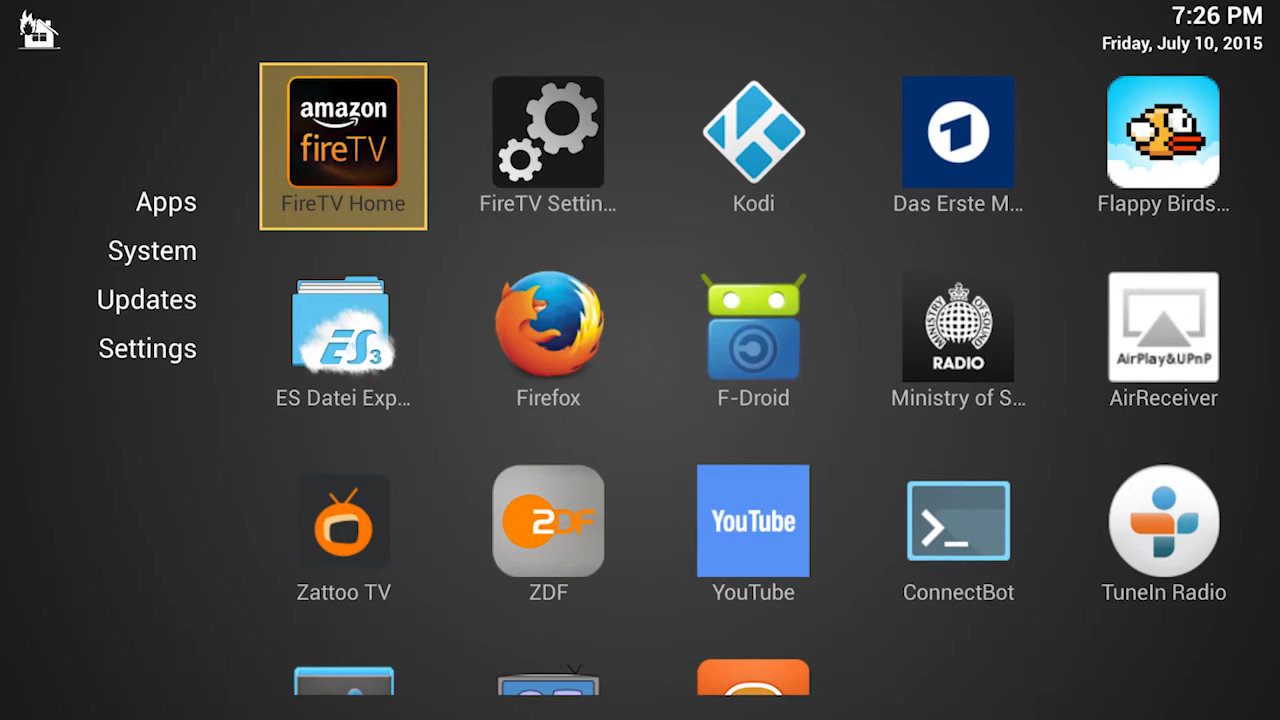 7:26 PM
Friday, July 10, 2015
Apps
System
Updates
Settings
amazon
fireTV
FireTV Home
FireTV Settin...
Kodi
1
Das Erste M...
Flappy Birds...
ES 3
ES Datei Exp...
Firefox
F-Droid
MINISTRY OF SOUND
RADIO
Ministry of S...
AirPlay&UPnP
AirReceiver
Zattoo TV
2DF
ZDF
YouTube
YouTube
>_
ConnectBot
TuneIn Radio